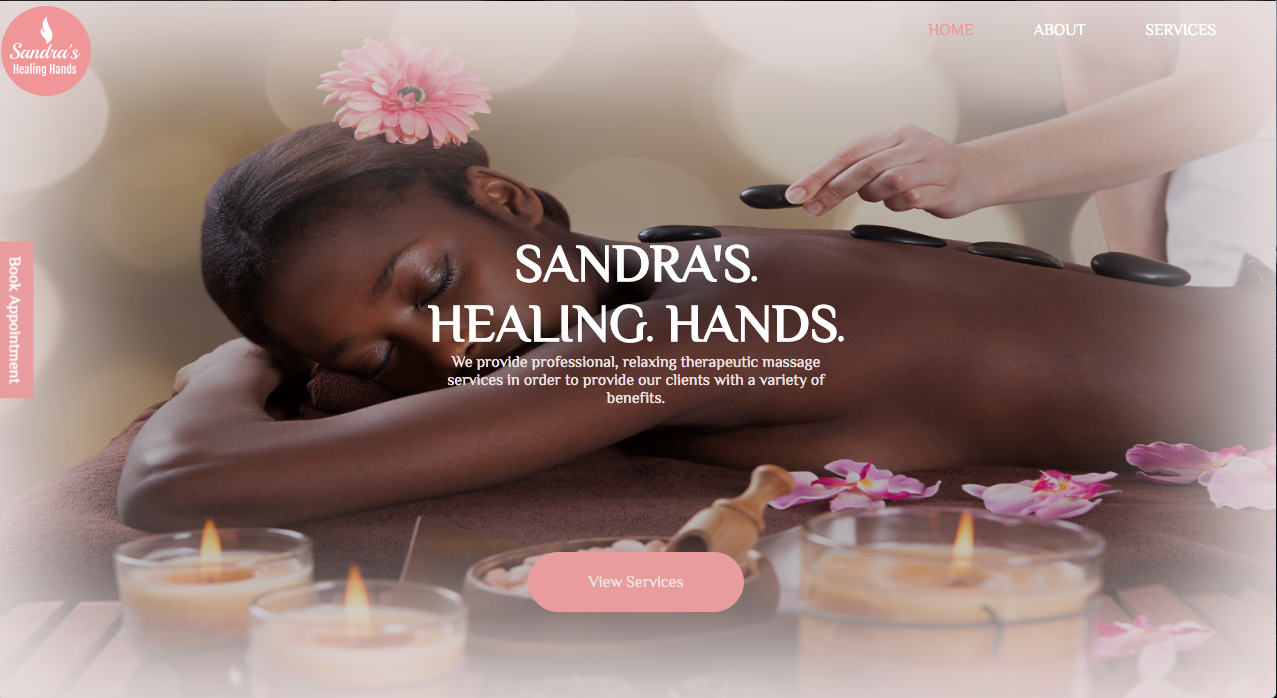 Sandra's
Healing Hands
HOME
ABOUT
SERVICES
Book Appointment
SANDRA'S.
HEALING. HANDS.
We provide professional, relaxing therapeutic massage
services in order to provide our clients with a variety of
benefits.
View Services